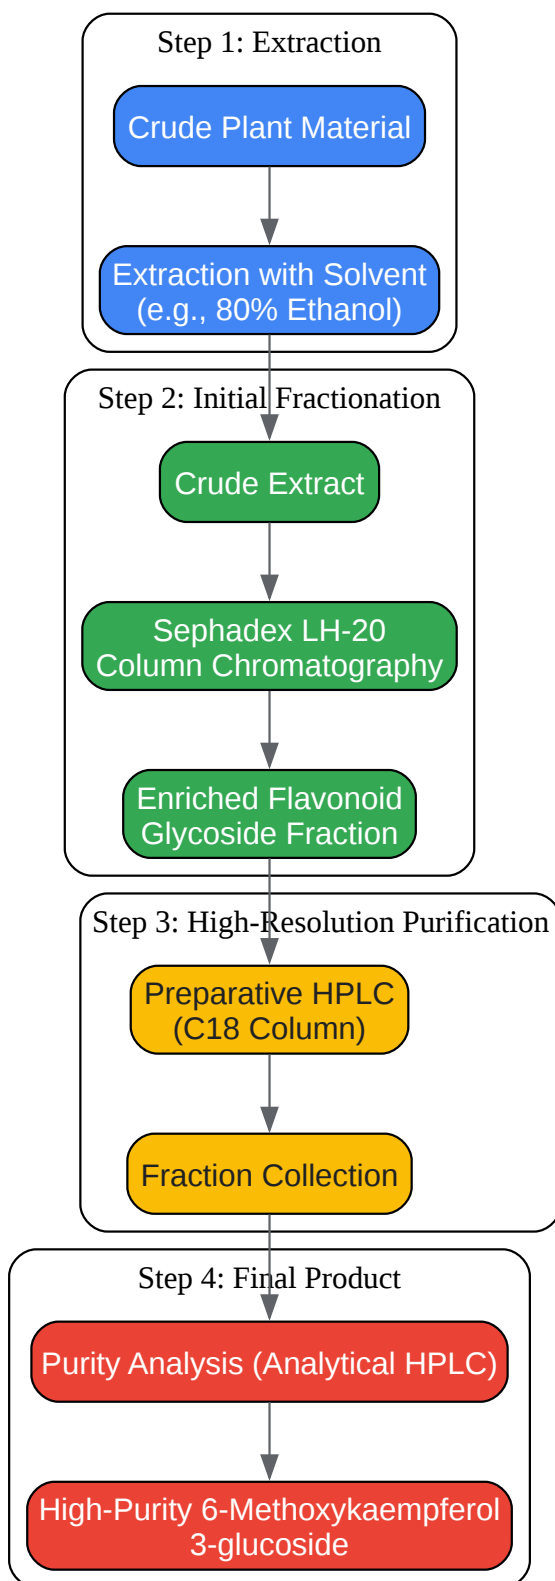 Step 1: Extraction
Crude Plant Material
Extraction with Solvent
(e.g., 80% Ethanol)
Step 2: Initial Fractionation
Crude Extract
Sephadex LH-20
Column Chromatography
Enriched Flavonoid
Glycoside Fraction
Step 3: High-Resolution Purification
Preparative HPLC
(C18 Column)
Fraction Collection
Step 4: Final Product
Purity Analysis (Analytical HPLC)
High-Purity 6-Methoxykaempferol
3-glucoside